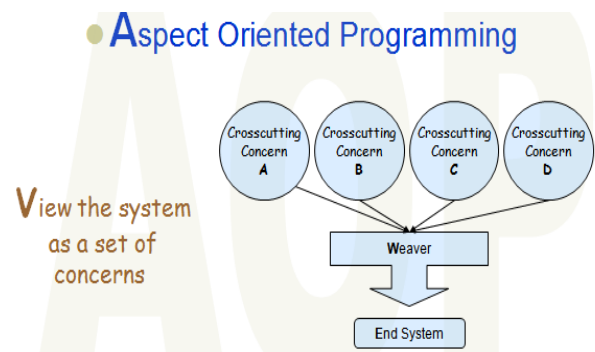 Aspect Oriented Programming
Crosscutting
Concern
A
Crosscutting
Concern
B
Crosscutting
Concern
C
Crosscutting
Concern
D
View the system
as a set of
concerns
Weaver
End System
AOP